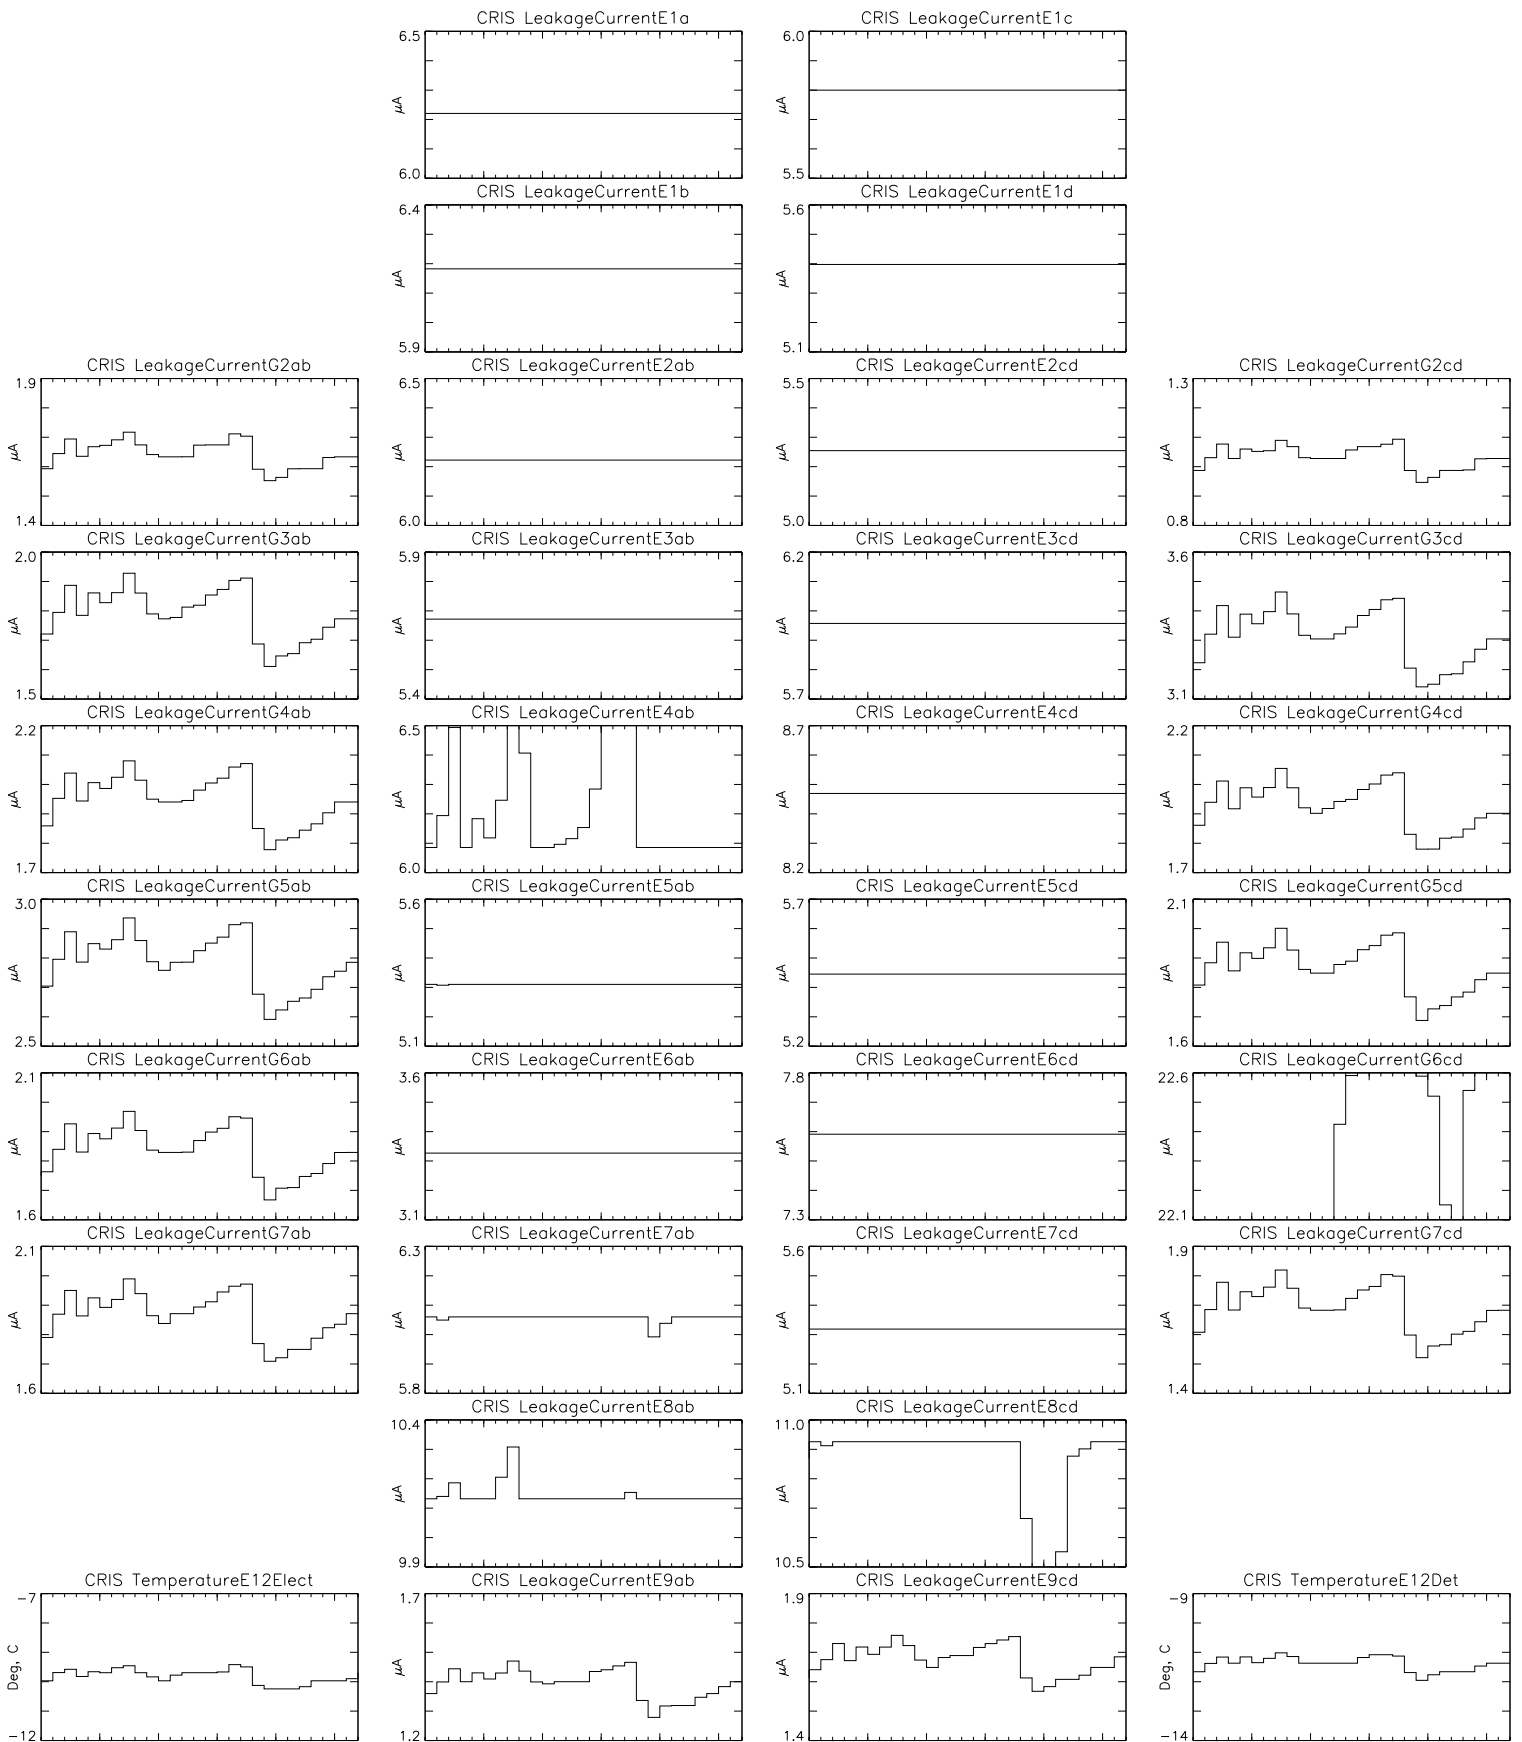 CRIS LeakageCurrentE1a
CRIS LeakageCurrentE1c
6.5
μA
6.0
6.0
μA
5.5
CRIS LeakageCurrentE1b
CRIS LeakageCurrentE1d
6.4
μA
5.9
5.6
μA
5.1
CRIS LeakageCurrentG2ab
CRIS LeakageCurrentE2ab
CRIS LeakageCurrentE2cd
CRIS LeakageCurrentG2cd
1.9
μA
1.4
6.5
μA
6.0
5.5
μA
5.0
1.3
μA
0.8
CRIS LeakageCurrentG3ab
CRIS LeakageCurrentE3ab
CRIS LeakageCurrentE3cd
CRIS LeakageCurrentG3cd
2.0
μA
1.5
5.9
μA
5.4
6.2
μA
5.7
3.6
μA
3.1
CRIS LeakageCurrentG4ab
CRIS LeakageCurrentE4ab
CRIS LeakageCurrentE4cd
CRIS LeakageCurrentG4cd
2.2
μA
1.7
6.5
μA
6.0
8.7
μA
8.2
2.2
μA
1.7
CRIS LeakageCurrentG5ab
CRIS LeakageCurrentE5ab
CRIS LeakageCurrentE5cd
CRIS LeakageCurrentG5cd
3.0
μA
2.5
5.6
μA
5.1
5.7
μA
5.2
2.1
μA
1.6
CRIS LeakageCurrentG6ab
CRIS LeakageCurrentE6ab
CRIS LeakageCurrentE6cd
CRIS LeakageCurrentG6cd
2.1
μA
1.6
3.6
μA
3.1
7.8
μA
7.3
22.6
μA
22.1
CRIS LeakageCurrentG7ab
CRIS LeakageCurrentE7ab
CRIS LeakageCurrentE7cd
CRIS LeakageCurrentG7cd
2.1
μA
1.6
6.3
μA
5.8
5.6
μA
5.1
1.9
μA
1.4
CRIS LeakageCurrentE8ab
CRIS LeakageCurrentE8cd
10.4
μA
9.9
11.0
μA
10.5
CRIS TemperatureE12Elect
CRIS LeakageCurrentE9ab
CRIS LeakageCurrentE9cd
CRIS TemperatureE12Det
-7
Deg, C
-12
1.7
μA
1.2
1.9
μA
1.4
-9
Deg, C
-14